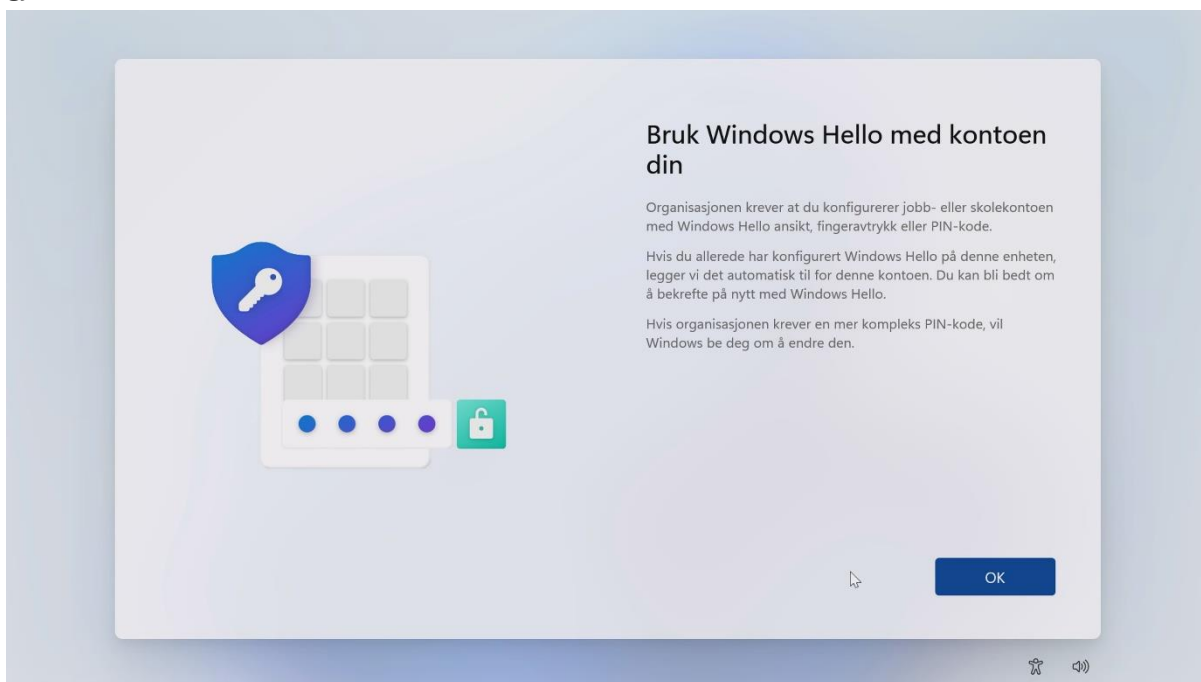 Bruk Windows Hello med kontoen
din
Organisasjonen krever at du konfigurerer jobb- eller skolekontoen
med Windows Hello ansikt, fingeravtrykk eller PIN-kode.
Hvis du allerede har konfigurert Windows Hello på denne enheten,
legger vi det automatisk til for denne kontoen. Du kan bli bedt om
å bekrefte på nytt med Windows Hello.
Hvis organisasjonen krever en mer kompleks PIN-kode, vil
Windows be deg om å endre den.
OK